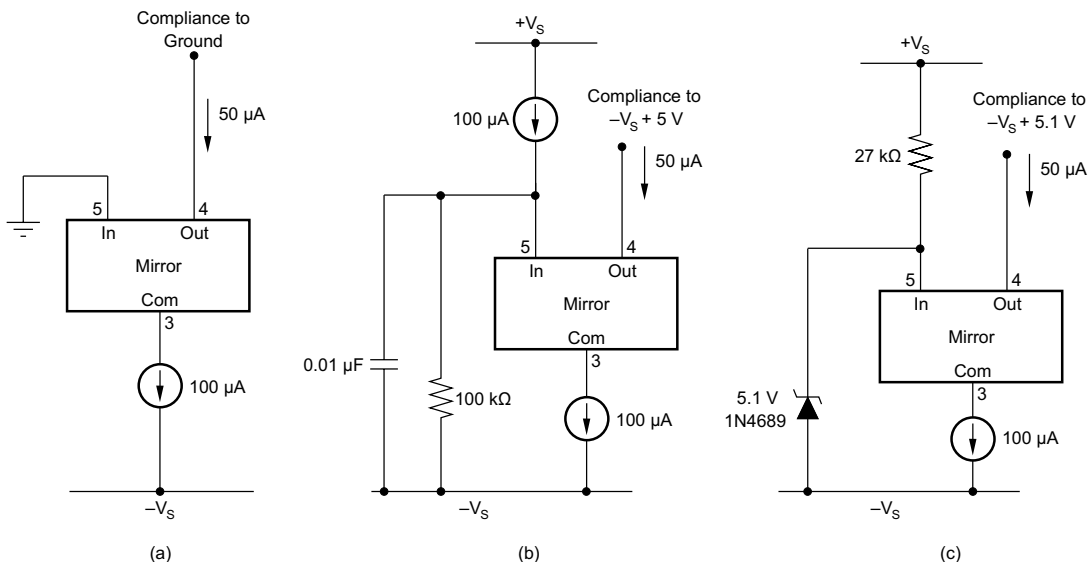 Compliance to
Ground
50 µA
5
4
In
Out
Mirror
Com
3
100 µA
–VS
(a)
+VS
100 µA
Compliance to
–VS + 5 V
50 µA
5
4
In
Out
Mirror
Com
3
0.01 µF
100 kΩ
100 µA
–VS
(b)
+VS
27 kΩ
Compliance to
–VS + 5.1 V
50 µA
5
4
In
Out
Mirror
Com
3
5.1 V
1N4689
100 µA
–VS
(c)